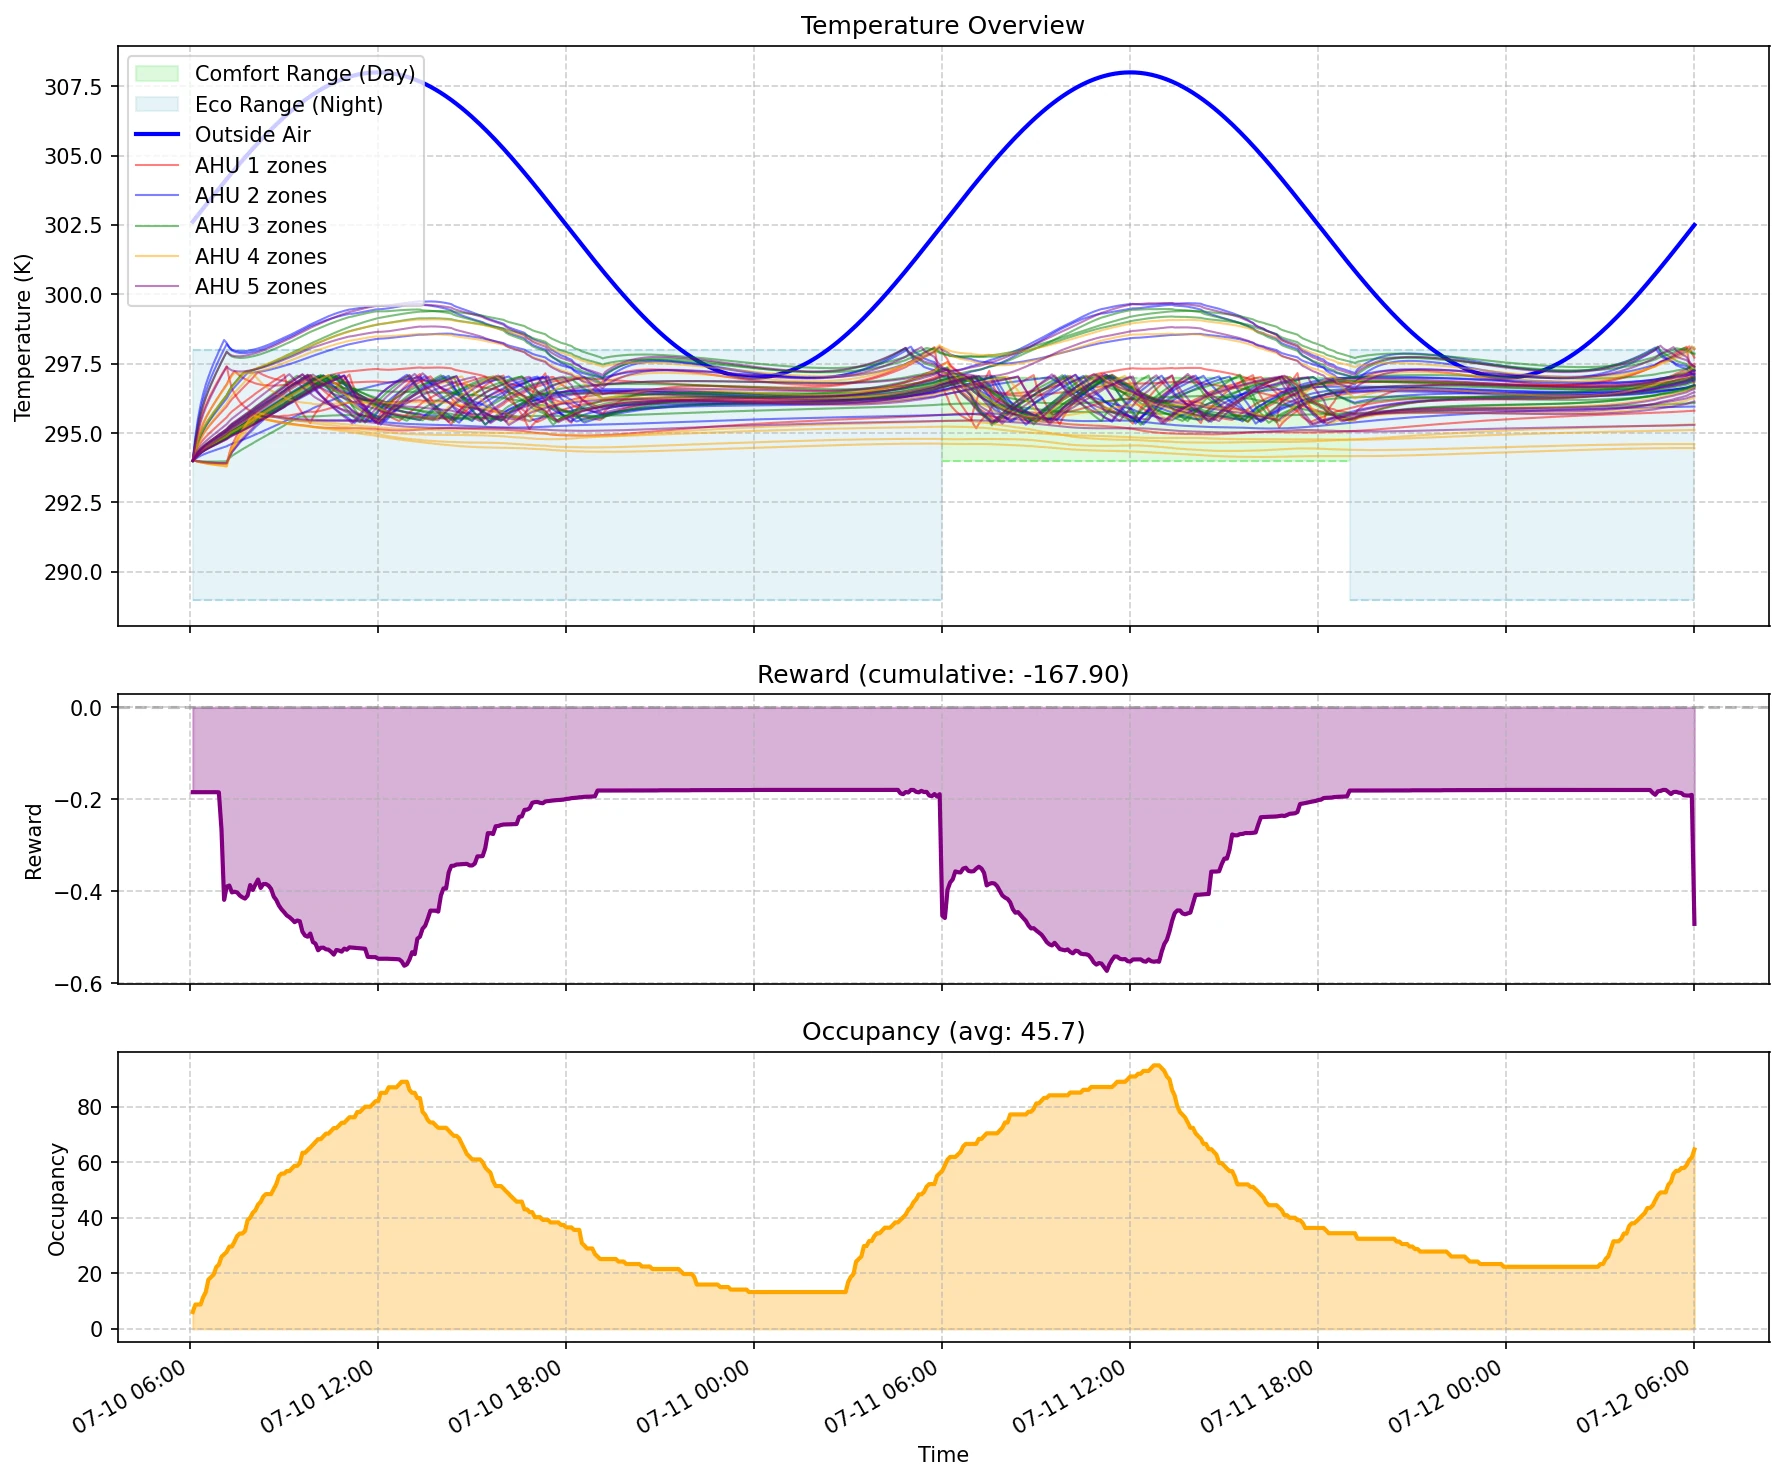 Temperature Overview
Comfort Range (Day)
Eco Range (Night)
Outside Air
AHU 1 zones
AHU 2 zones
AHU 3 zones
AHU 4 zones
AHU 5 zones
Temperature (K)
307.5
305.0
302.5
300.0
297.5
295.0
292.5
290.0
Reward (cumulative: -167.90)
Reward
0.0
−0.2
−0.4
−0.6
Occupancy (avg: 45.7)
Occupancy
80
60
40
20
0
07-10 06:00
07-10 12:00
07-10 18:00
07-11 00:00
07-11 06:00
07-11 12:00
07-11 18:00
07-12 00:00
07-12 06:00
Time